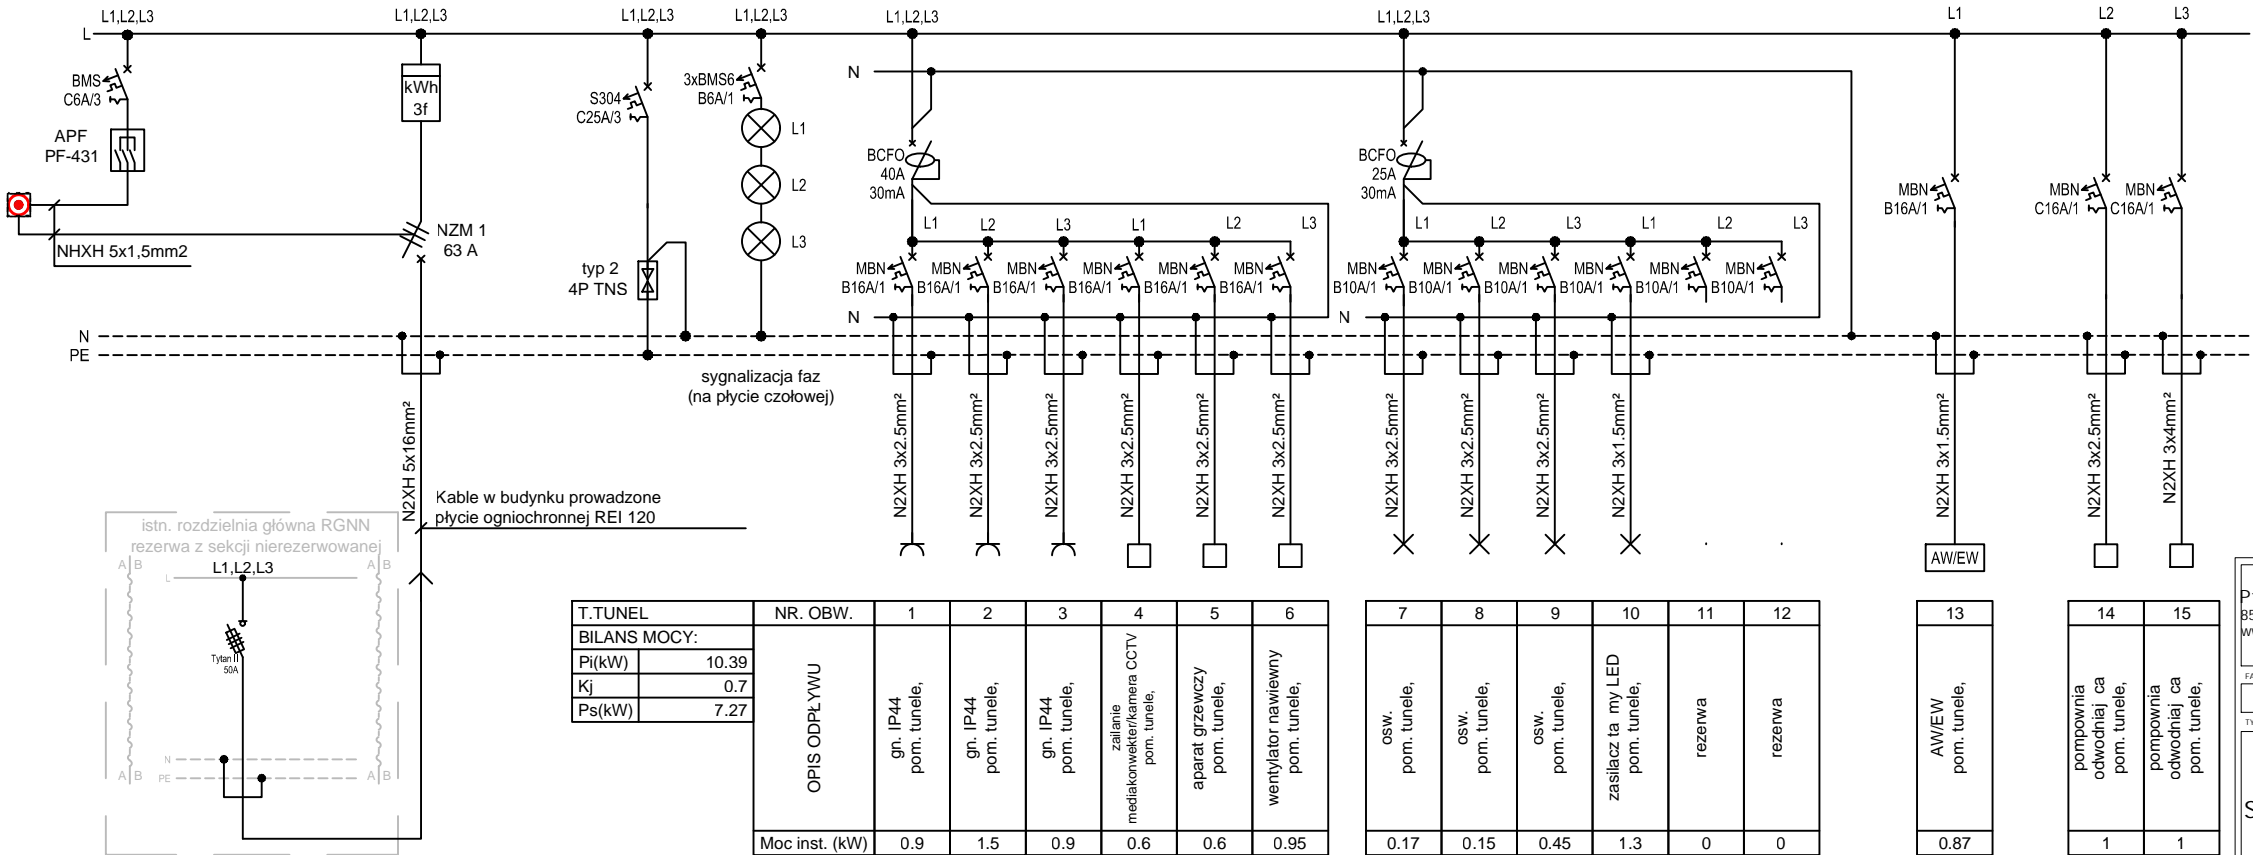 L1,L2,L3
L1,L2,L3
L1,L2,L3
L1,L2,L3
L1,L2,L3
L1,L2,L3
L1
L2
L3
L
N
BMS
C6A/3
kWh
3f
S304
C25A/3
3xBMS6
B6A/1
L1
L2
L3
APF
PF-431
NHXH 5x1,5mm2
NZM 1
63 A
typ 2
4P TNS
BCFO
40A
30mA
BCFO
25A
30mA
MBN
B16A/1
MBN
C16A/1
MBN
C16A/1
L1
L2
L3
L1
L2
L3
L1
L2
L3
L1
L2
L3
MBN
B16A/1
MBN
B16A/1
MBN
B16A/1
MBN
B16A/1
MBN
B16A/1
MBN
B16A/1
MBN
B10A/1
MBN
B10A/1
MBN
B10A/1
MBN
B10A/1
MBN
B10A/1
MBN
B10A/1
N
N
N
PE
sygnalizacja faz
(na płycie czołowej)
N2XH 5x16mm²
N2XH 3x2.5mm²
N2XH 3x2.5mm²
N2XH 3x2.5mm²
N2XH 3x2.5mm²
N2XH 3x2.5mm²
N2XH 3x2.5mm²
N2XH 3x2.5mm²
N2XH 3x2.5mm²
N2XH 3x2.5mm²
N2XH 3x1.5mm²
N2XH 3x1.5mm²
N2XH 3x2.5mm²
N2XH 3x4mm²
Kable w budynku prowadzone
płycie ogniochronnej REI 120
AW/EW
istn. rozdzielnia główna RGNN
rezerwa z sekcji nierezerwowanej
A B
A B
L1,L2,L3
L
Tytan II
50A
N
PE
A B
A B
T.TUNEL
BILANS MOCY:
Pi(kW) 10.39
Kj 0.7
Ps(kW) 7.27
NR. OBW. 1 2 3 4 5 6 7 8 9 10 11 12 13 14 15
OPIS ODPŁYWU
gn. IP44
pom. tunele,
gn. IP44
pom. tunele,
gn. IP44
pom. tunele,
zailanie
mediakonwekter/kamera CCTV
pom. tunele,
aparat grzewczy
pom. tunele,
wentylator nawiewny
pom. tunele,
osw.
pom. tunele,
osw.
pom. tunele,
osw.
pom. tunele,
zasilacz ta my LED
pom. tunele,
rezerwa
rezerwa
AW/EW
pom. tunele,
pompownia
odwodniaj ca
pom. tunele,
pompownia
odwodniaj ca
pom. tunele,
Moc inst. (kW) 0.9 1.5 0.9 0.6 0.6 0.95 0.17 0.15 0.45 1.3 0 0 0.87 1 1